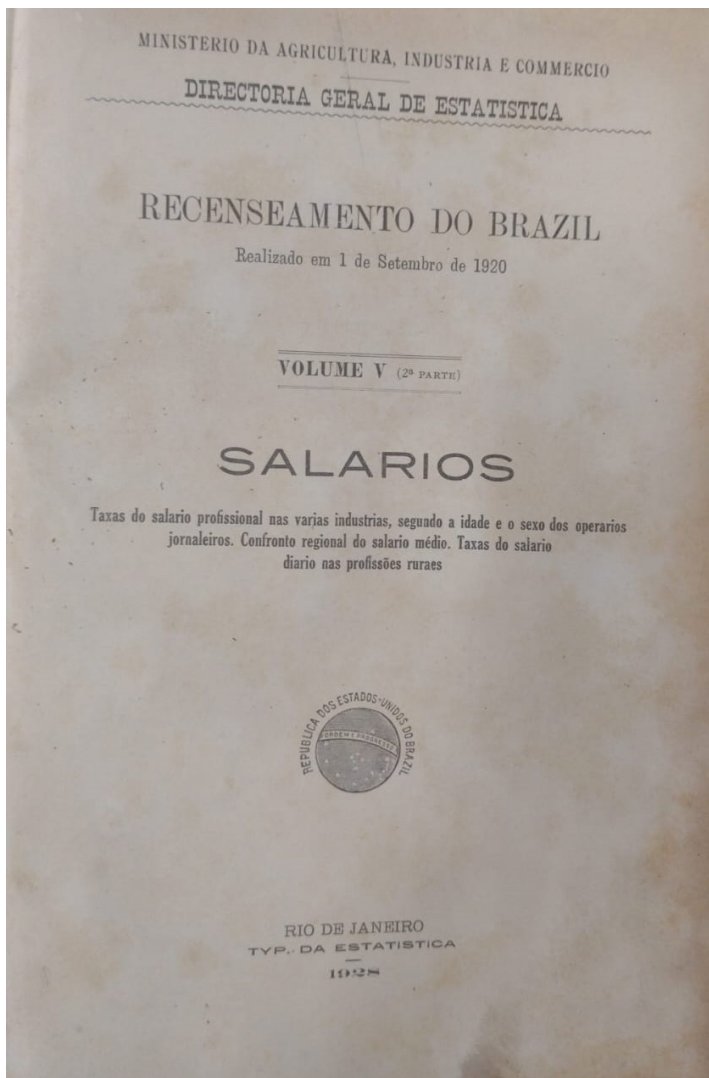 MINISTERIO DA AGRICULTURA, INDUSTRIA E COMMERCIO
DIRECTORIA GERAL DE ESTATISTICA
RECENSEAMENTO DO BRAZIL
Realizado em 1 de Setembro de 1920
VOLUME V (2ª PARTE)
SALARIOS
Taxas do salario profissional nas varias industrias, segundo a idade e o sexo dos operarios
jornaleiros. Confronto regional do salario médio. Taxas do salario
diario nas profissões ruraes
REPUBLICA DOS ESTADOS-UNIDOS DO BRAZIL
ORDEM E PROGRESSO
RIO DE JANEIRO
TYP. DA ESTATISTICA
1928